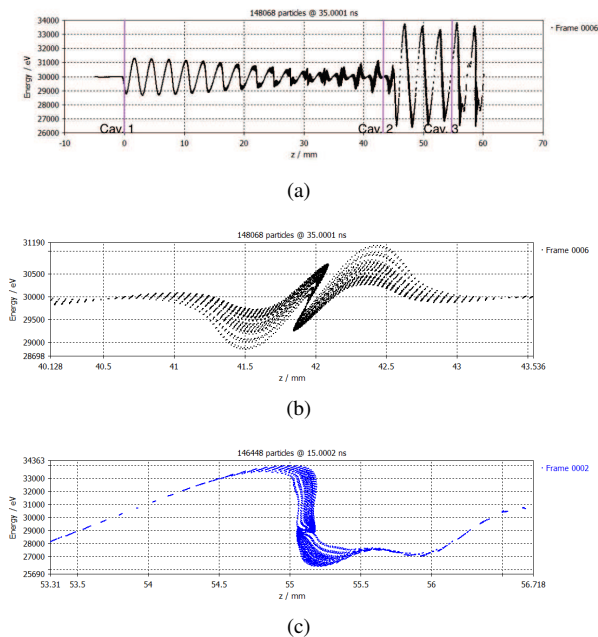 148068 particles @ 35.0001 ns
34000
33000
32000
31000
30000
29000
28000
27000
26000
Energy / eV
Cav. 1
Cav. 2
Cav. 3
Frame 0006
-10 0 10 20 30 40 50 60 70
z / mm
(a)
148068 particles @ 35.0001 ns
31190
30500
30000
29500
29000
28698
Energy / eV
Frame 0006
40.128 40.5 41 41.5 42 42.5 43 43.536
z / mm
(b)
146448 particles @ 15.0002 ns
34363
33000
32000
31000
30000
29000
28000
27000
25690
Energy / eV
Frame 0002
53.31 53.5 54 54.5 55 55.5 56 56.718
z / mm
(c)